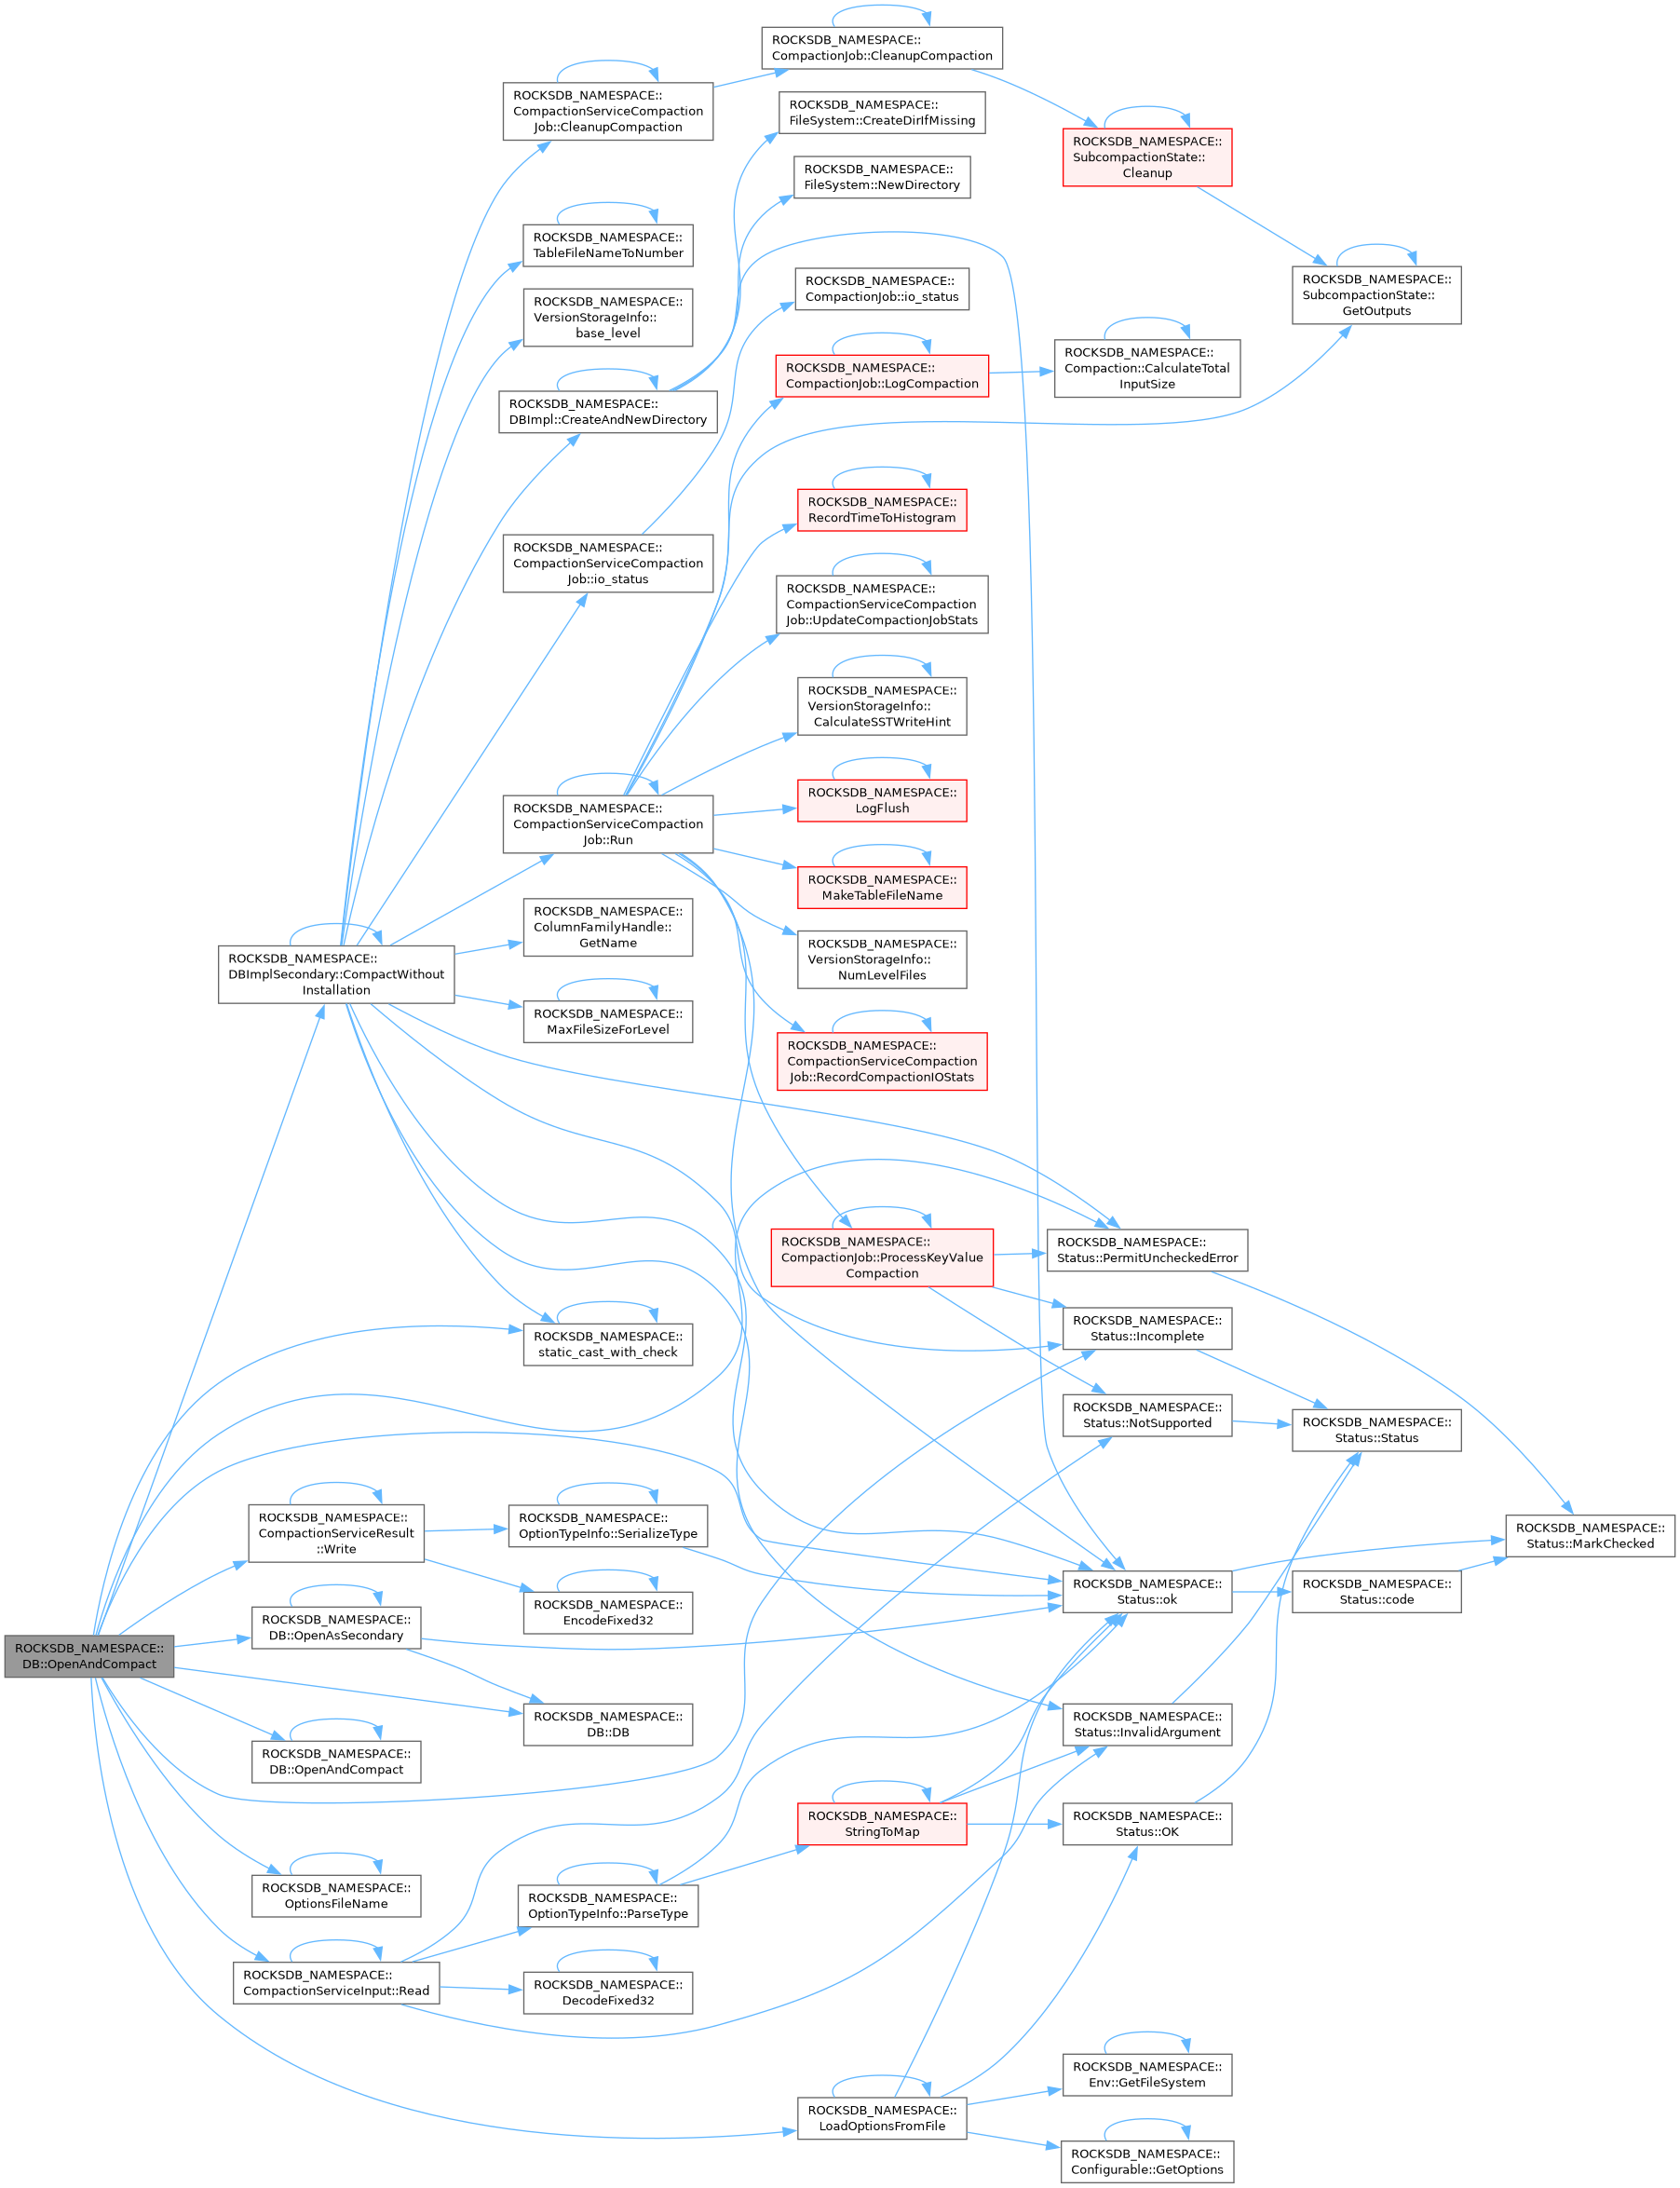 ROCKSDB_NAMESPACE::
CompactionJob::CleanupCompaction
ROCKSDB_NAMESPACE::
CompactionServiceCompaction
Job::CleanupCompaction
ROCKSDB_NAMESPACE::
FileSystem::CreateDirIfMissing
ROCKSDB_NAMESPACE::
SubcompactionState::
Cleanup
ROCKSDB_NAMESPACE::
FileSystem::NewDirectory
ROCKSDB_NAMESPACE::
TableFileNameToNumber
ROCKSDB_NAMESPACE::
CompactionJob::io_status
ROCKSDB_NAMESPACE::
SubcompactionState::
GetOutputs
ROCKSDB_NAMESPACE::
VersionStorageInfo::
base_level
ROCKSDB_NAMESPACE::
CompactionJob::LogCompaction
ROCKSDB_NAMESPACE::
Compaction::CalculateTotal
InputSize
ROCKSDB_NAMESPACE::
DBImpl::CreateAndNewDirectory
ROCKSDB_NAMESPACE::
RecordTimeToHistogram
ROCKSDB_NAMESPACE::
CompactionServiceCompaction
Job::io_status
ROCKSDB_NAMESPACE::
CompactionServiceCompaction
Job::UpdateCompactionJobStats
ROCKSDB_NAMESPACE::
VersionStorageInfo::
CalculateSSTWriteHint
ROCKSDB_NAMESPACE::
CompactionServiceCompaction
Job::Run
ROCKSDB_NAMESPACE::
LogFlush
ROCKSDB_NAMESPACE::
MakeTableFileName
ROCKSDB_NAMESPACE::
ColumnFamilyHandle::
GetName
ROCKSDB_NAMESPACE::
VersionStorageInfo::
NumLevelFiles
ROCKSDB_NAMESPACE::
DBImplSecondary::CompactWithout
Installation
ROCKSDB_NAMESPACE::
MaxFileSizeForLevel
ROCKSDB_NAMESPACE::
CompactionServiceCompaction
Job::RecordCompactionIOStats
ROCKSDB_NAMESPACE::
CompactionJob::ProcessKeyValue
Compaction
ROCKSDB_NAMESPACE::
Status::PermitUncheckedError
ROCKSDB_NAMESPACE::
Status::Incomplete
ROCKSDB_NAMESPACE::
static_cast_with_check
ROCKSDB_NAMESPACE::
Status::NotSupported
ROCKSDB_NAMESPACE::
Status::Status
ROCKSDB_NAMESPACE::
CompactionServiceResult
::Write
ROCKSDB_NAMESPACE::
OptionTypeInfo::SerializeType
ROCKSDB_NAMESPACE::
Status::MarkChecked
ROCKSDB_NAMESPACE::
EncodeFixed32
ROCKSDB_NAMESPACE::
Status::ok
ROCKSDB_NAMESPACE::
Status::code
ROCKSDB_NAMESPACE::
DB::OpenAsSecondary
ROCKSDB_NAMESPACE::
DB::OpenAndCompact
ROCKSDB_NAMESPACE::
DB::DB
ROCKSDB_NAMESPACE::
Status::InvalidArgument
ROCKSDB_NAMESPACE::
DB::OpenAndCompact
ROCKSDB_NAMESPACE::
StringToMap
ROCKSDB_NAMESPACE::
Status::OK
ROCKSDB_NAMESPACE::
OptionsFileName
ROCKSDB_NAMESPACE::
OptionTypeInfo::ParseType
ROCKSDB_NAMESPACE::
CompactionServiceInput::Read
ROCKSDB_NAMESPACE::
DecodeFixed32
ROCKSDB_NAMESPACE::
Env::GetFileSystem
ROCKSDB_NAMESPACE::
LoadOptionsFromFile
ROCKSDB_NAMESPACE::
Configurable::GetOptions